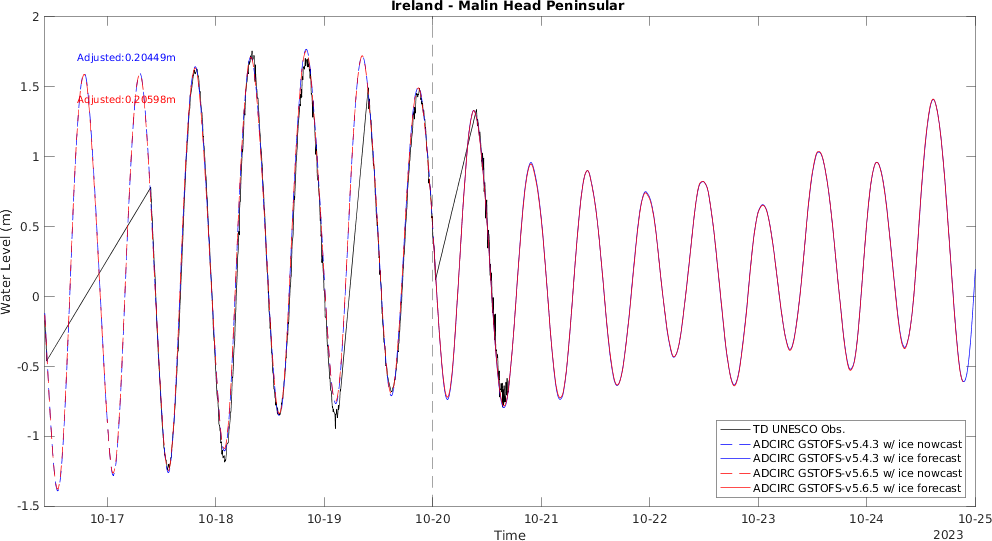 Ireland - Malin Head Peninsular
2
1.5
1
0.5
0
-0.5
-1
-1.5
Water Level (m)
Adjusted:0.20449m
Adjusted:0.20598m
TD UNESCO Obs.
ADCIRC GSTOFS-v5.4.3 w/ ice nowcast
ADCIRC GSTOFS-v5.4.3 w/ ice forecast
ADCIRC GSTOFS-v5.6.5 w/ ice nowcast
ADCIRC GSTOFS-v5.6.5 w/ ice forecast
10-17 10-18 10-19 10-20 10-21 10-22 10-23 10-24 10-25
Time
2023